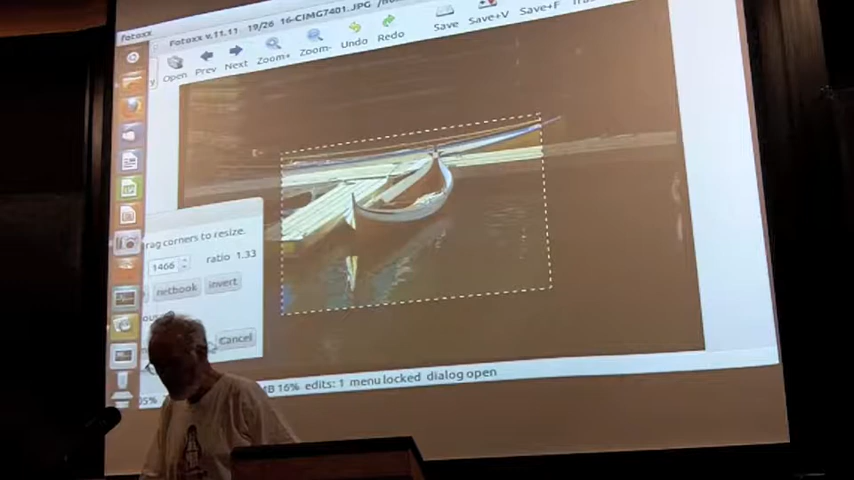 Fotoxx
Fotoxx v.11.11 19/26 16-CIMG7401.JPG
Open Prev Next Zoom+ Zoom- Undo Redo Save Save+V Save+F
rag corners to resize.
1466 ratio 1.33
netbook invert
Cancel
MB 16% edits: 1 menu locked dialog open